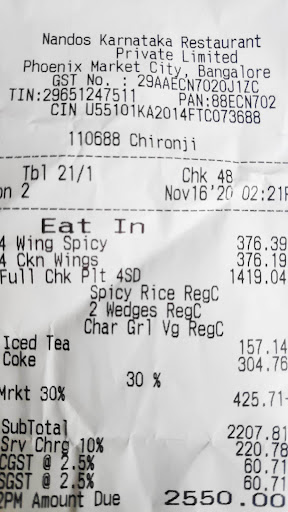 Nandos Karnataka Restaurant
Private Limited
Phoenix Market City, Bangalore
GST No. : 29AAECN7020J1ZC
TIN:29651247511 PAN:88ECN702
CIN U55101KA2014FTC073688
110688 Chironji
Tbl 21/1 Chk 48
on 2 Nov16'20 02:21P
Eat In
4 Wing Spicy 376.39
4 Ckn Wings 376.19
Full Chk Plt 4SD 1419.04
Spicy Rice RegC
2 Wedges RegC
Char Grl Vg RegC
Iced Tea 157.14
Coke 304.76
30 %
Mrkt 30% 425.71-
SubTotal 2207.81
Srv Chrg 10% 220.78
CGST @ 2.5% 60.71
SGST @ 2.5% 60.71
2PM Amount Due 2550.00